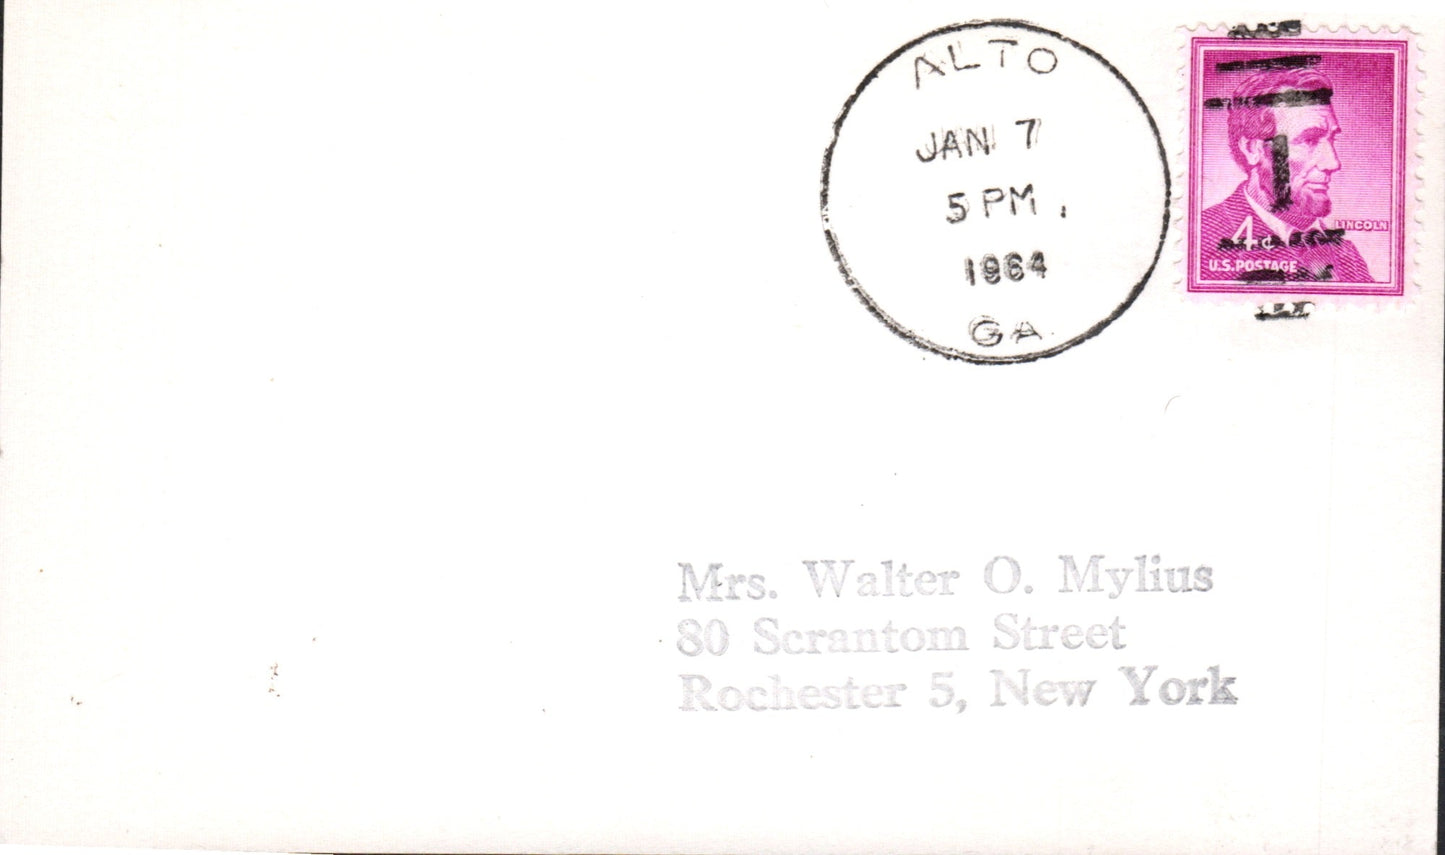 ALTO
JAN 7
5 PM.
1964
GA.
1
LINCOLN
4¢
U.S. POSTAGE
Mrs. Walter O. Mylius
80 Scrantom Street
Rochester 5, New York